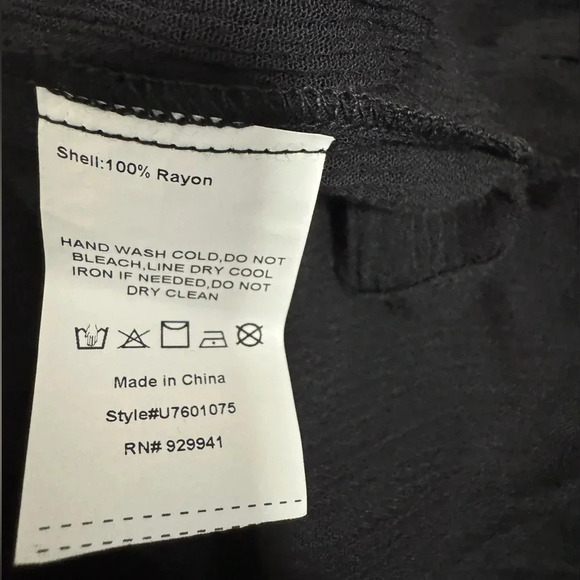 Shell:100% Rayon
HAND WASH COLD,DO NOT
BLEACH,LINE DRY COOL
IRON IF NEEDED,DO NOT
DRY CLEAN
Made in China
Style#U7601075
RN# 929941